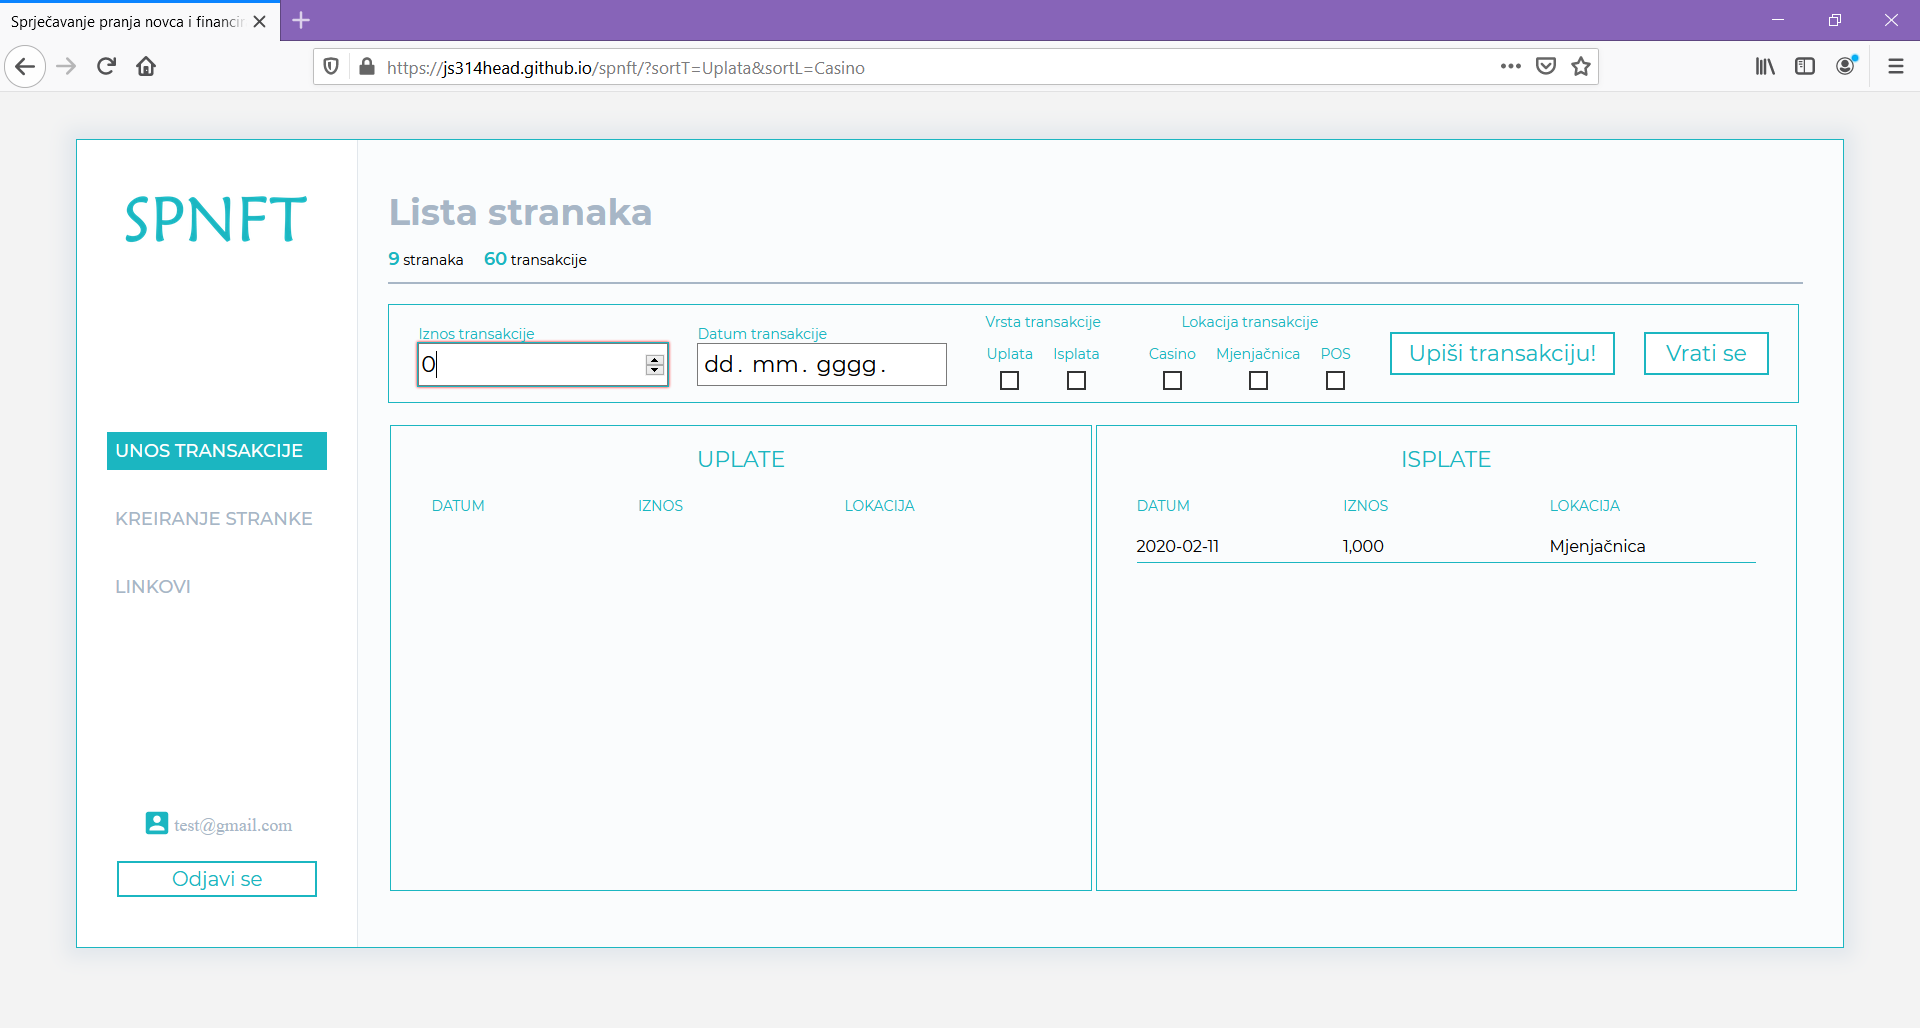 Sprječavanje pranja novca i financir
https://js314head.github.io/spnft/?sortT=Uplata&sortL=Casino
SPNFT
Lista stranaka
9 stranaka 60 transakcije
Iznos transakcije
0
Datum transakcije
dd. mm. gggg.
Vrsta transakcije
Uplata Isplata
Lokacija transakcije
Casino Mjenjačnica POS
Upiši transakciju!
Vrati se
UNOS TRANSAKCIJE
KREIRANJE STRANKE
LINKOVI
test@gmail.com
Odjavi se
UPLATE
DATUM IZNOS LOKACIJA
ISPLATE
DATUM IZNOS LOKACIJA
2020-02-11 1,000 Mjenjačnica